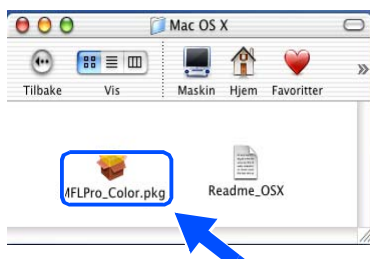 Mac OS X
Tilbake Vis Maskin Hjem Favoritter
MFLPro_Color.pkg Readme_OSX